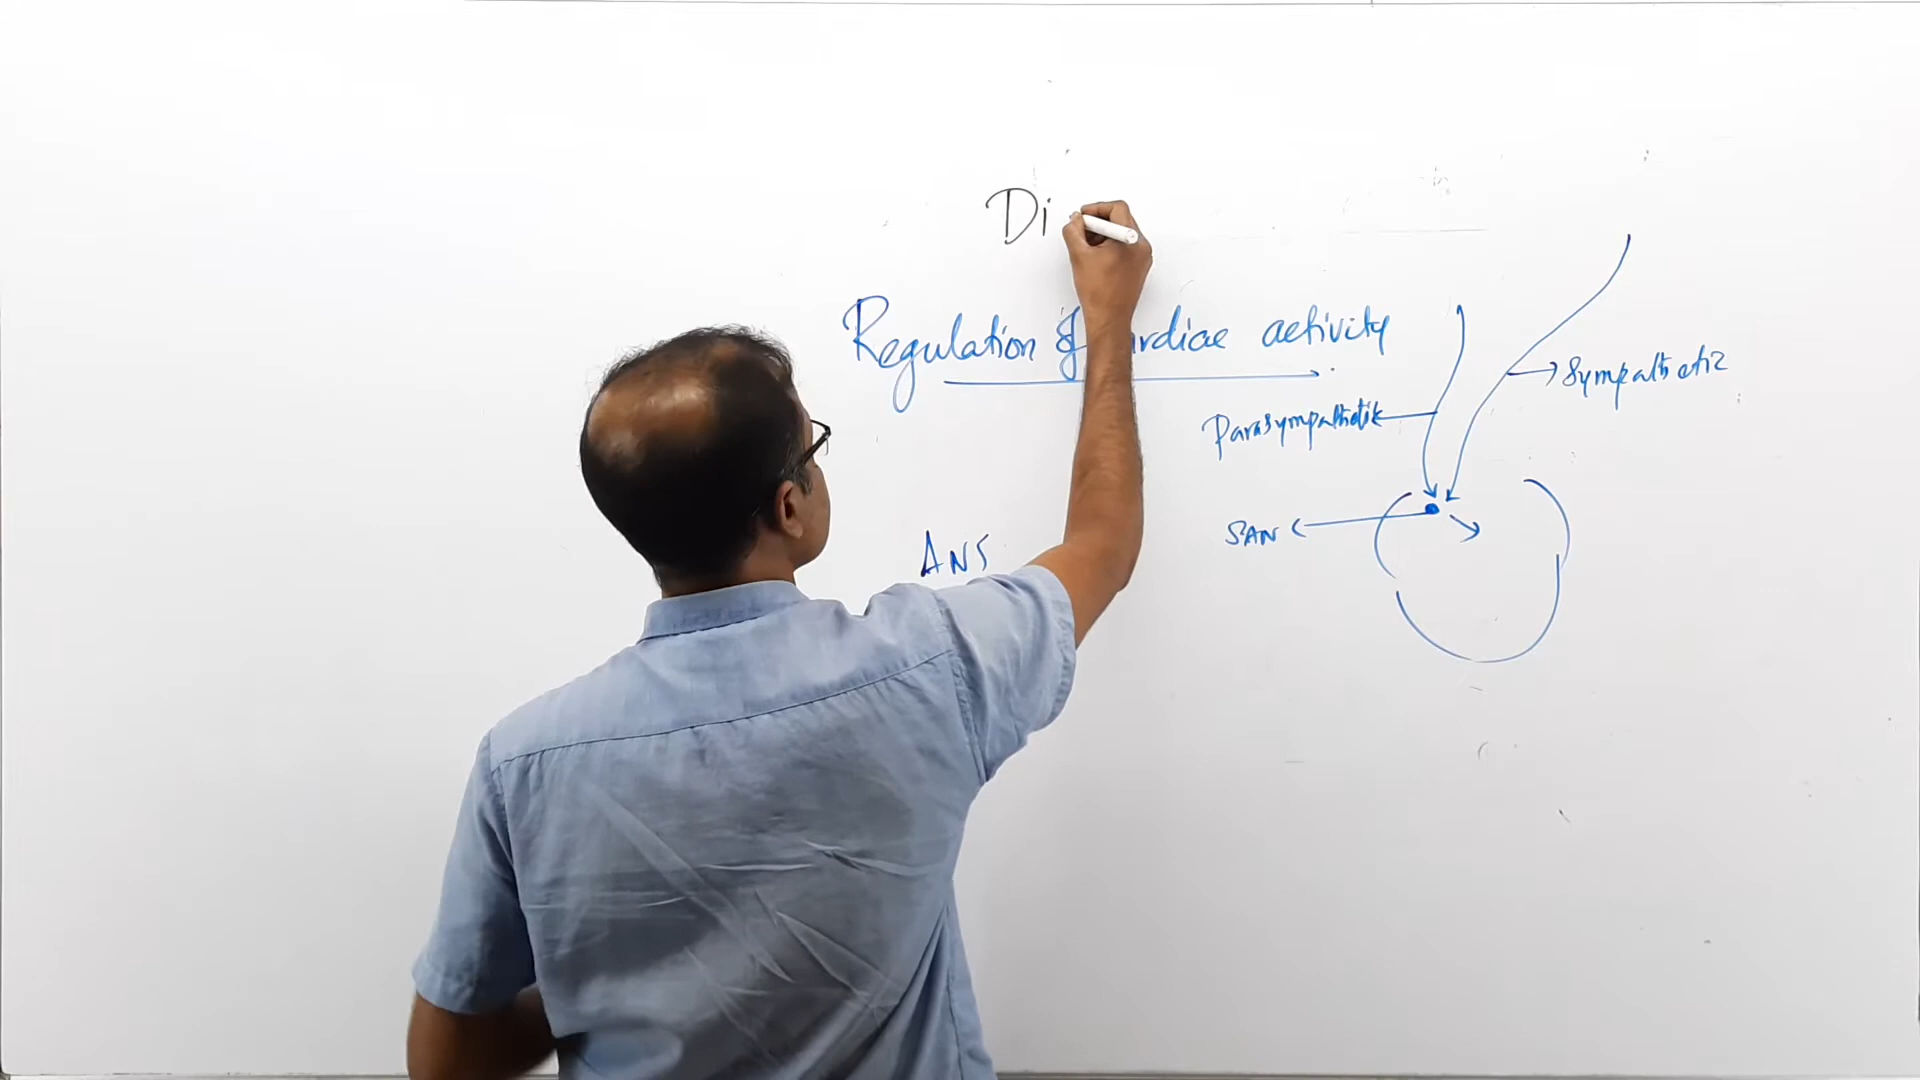 Di
Regulation of cardiac activity
Sympathetic
Parasympathetic
SAN
ANS